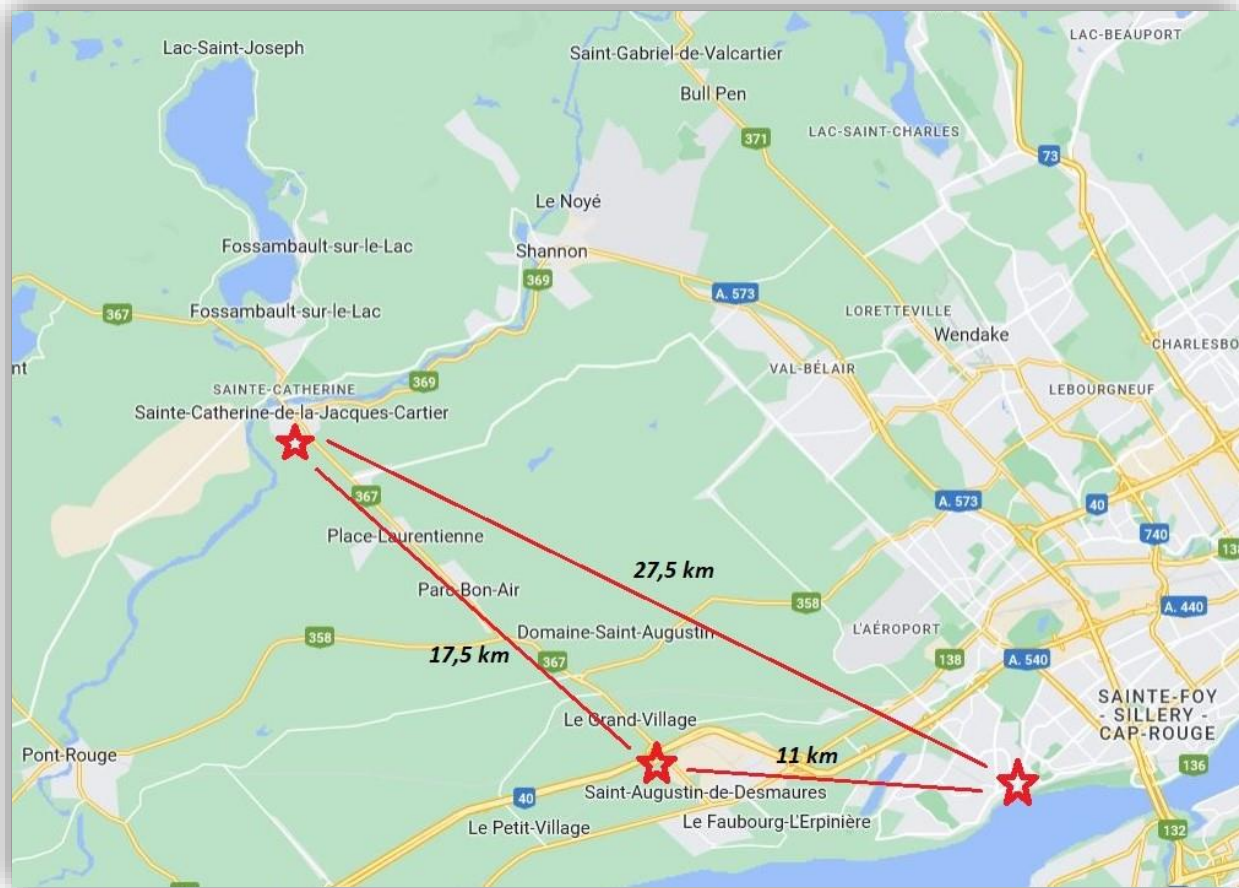 Lac-Saint-Joseph
Saint-Gabriel-de-Valcartier
LAC-BEAUPORT
Bull Pen
371
LAC-SAINT-CHARLES
73
Le Noyé
Fossambault-sur-le-Lac
Shannon
369
A. 573
367
Fossambault-sur-le-Lac
LORETTEVILLE
Wendake
CHARLESBO
nt
VAL-BÉLAIR
369
SAINTE-CATHERINE
LEBOURGNEUF
Sainte-Catherine-de-la-Jacques-Cartier
367
A. 573
40
Place-Laurentienne
740
138
27,5 km
Parc-Bon-Air
358
A. 440
358
Domaine-Saint-Augustin
L'AÉROPORT
17,5 km
367
138
A. 540
Le Grand-Village
SAINTE-FOY
- SILLERY -
CAP-ROUGE
Pont-Rouge
11 km
136
40
Saint-Augustin-de-Desmaures
Le Petit-Village
Le Faubourg-L'Erpinière
132